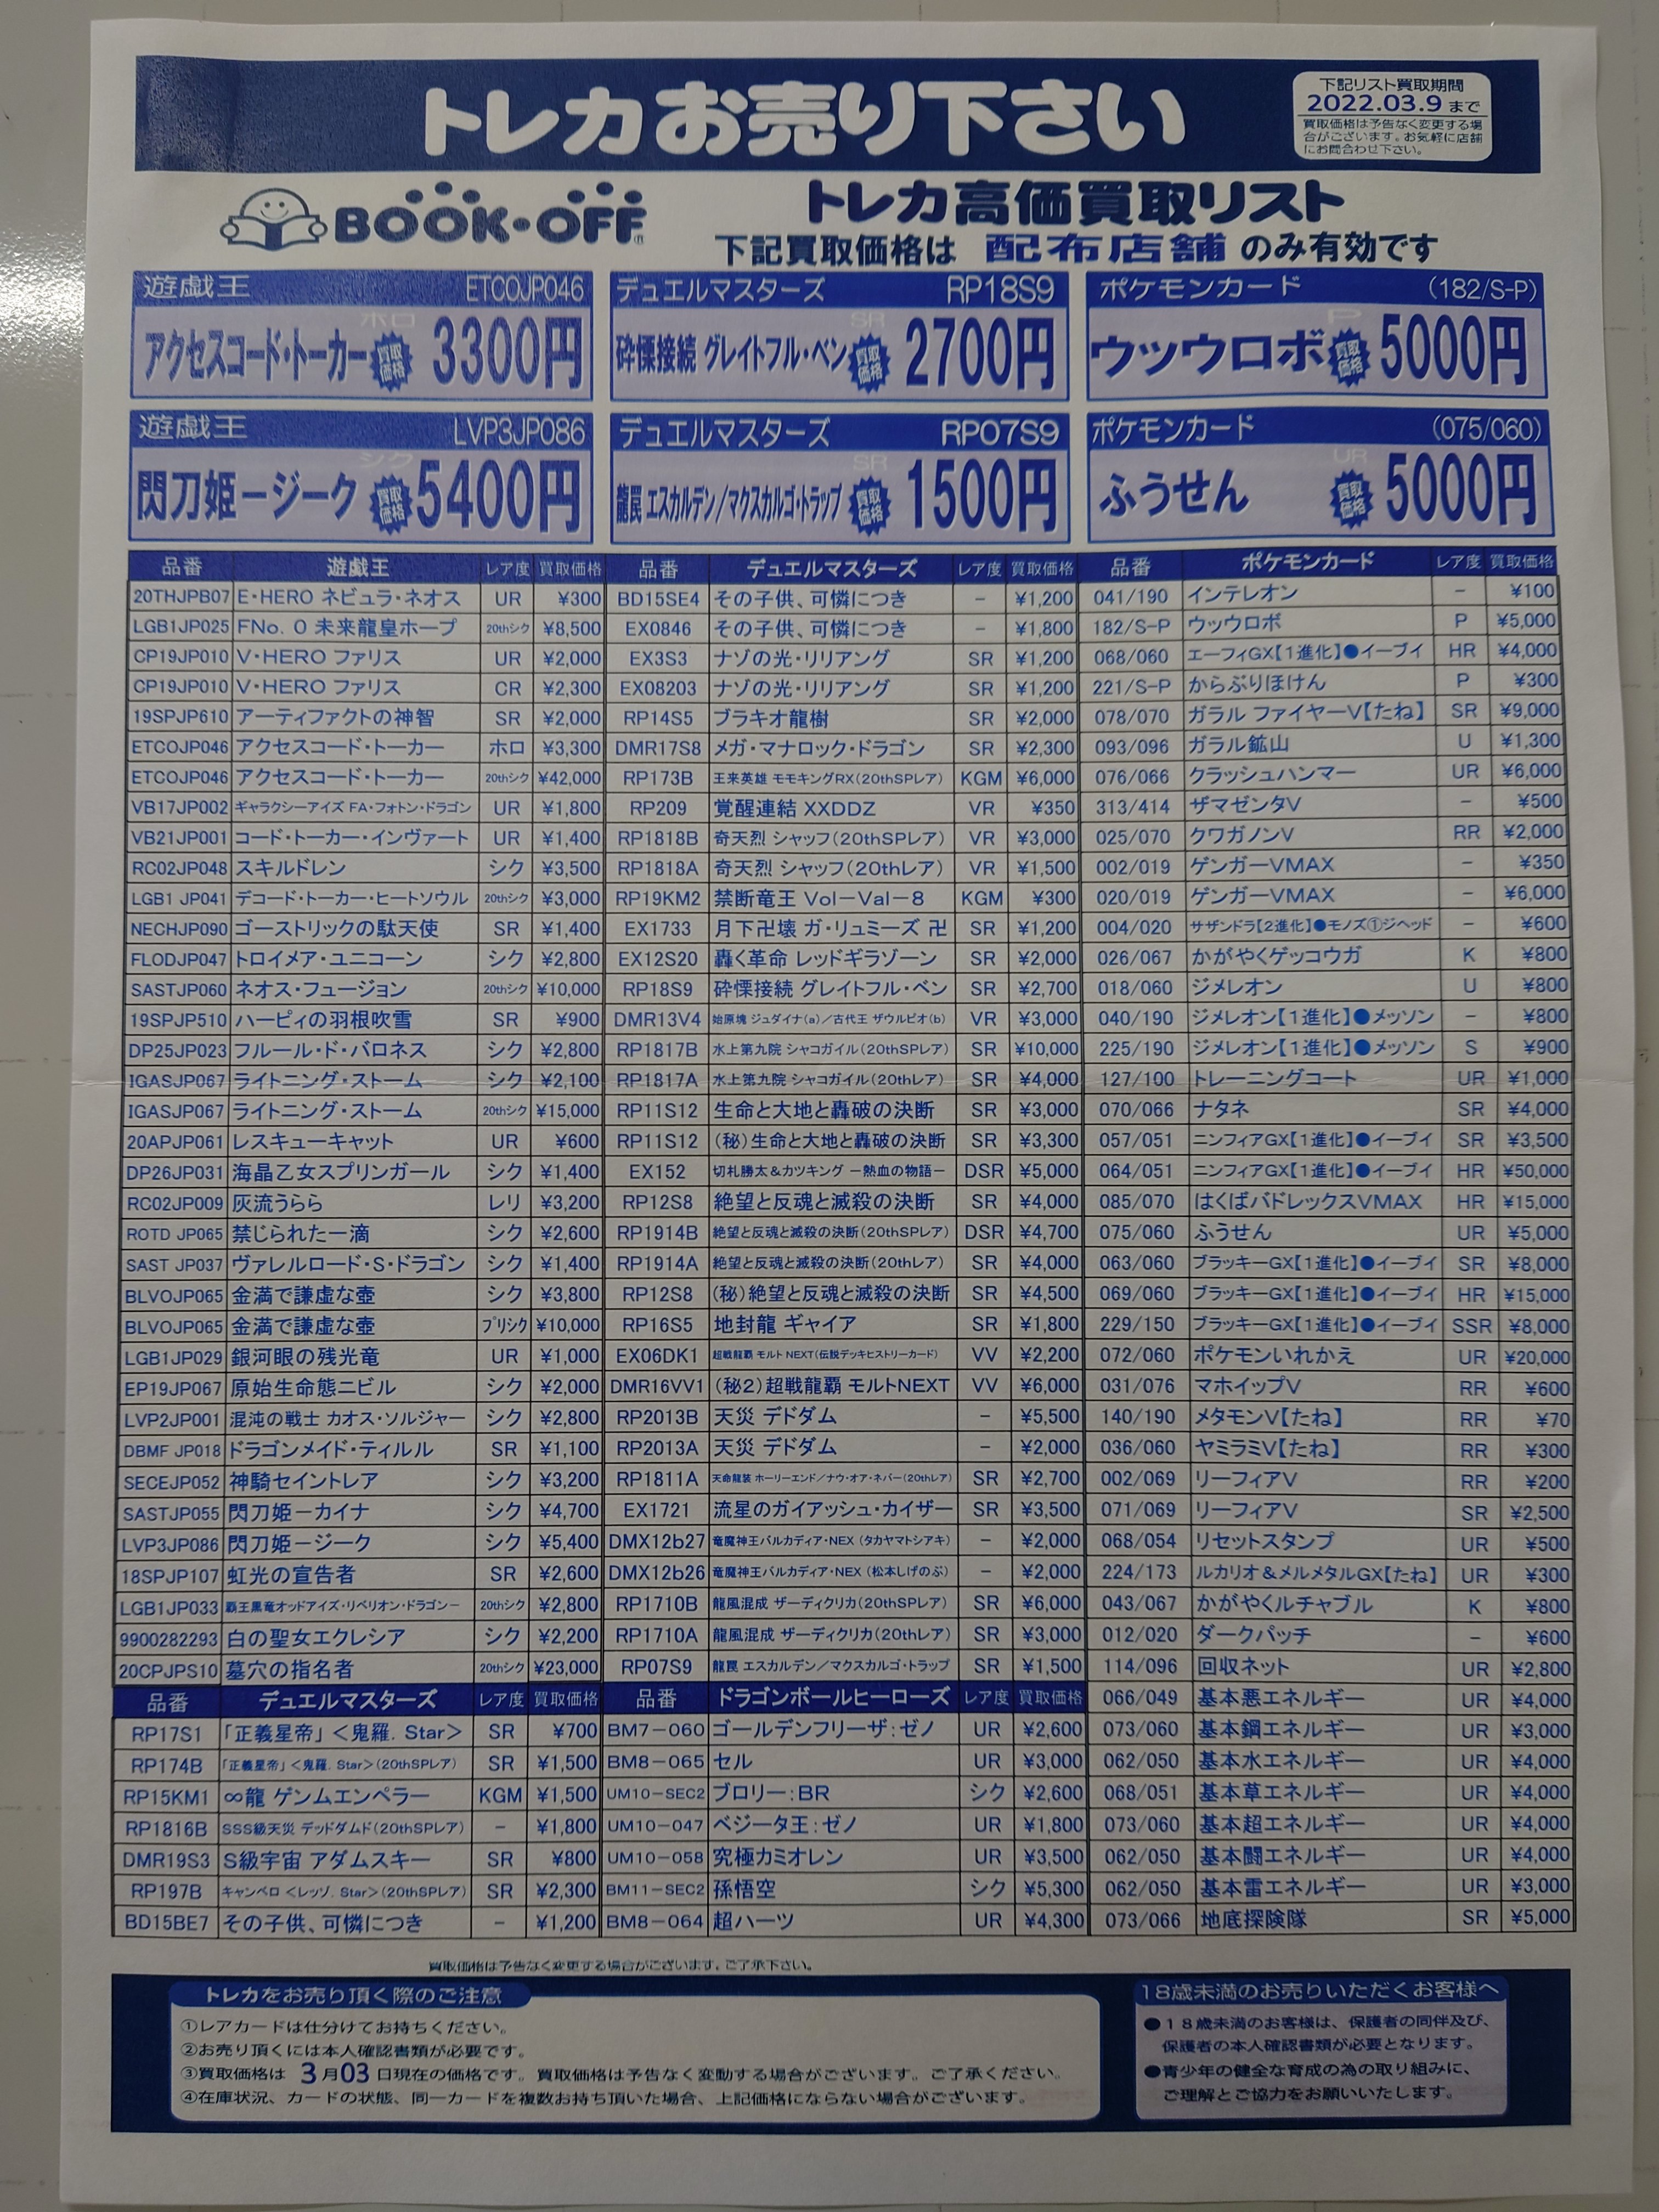 トレカお売り下さい
下記リスト買取期間
2022.03.9 まで
買取価格は予告なく変更する場
合がございます。お気軽に店舗
にお問合わせ下さい。
BOOK・OFF
トレカ高価買取リスト
下記買取価格は 配布店舗 のみ有効です
遊戯王 ETCOJP046
ホロ
アクセスコード・トーカー 買取価格 3300円
デュエルマスターズ RP18S9
SR
砕慄接続 グレイトフル・ベン 買取価格 2700円
ポケモンカード (182/S-P)
P
ウッウロボ 買取価格 5000円
遊戯王 LVP3JP086
シク
閃刀姫－ジーク 買取価格 5400円
デュエルマスターズ RP07S9
SR
龍罠 エスカルデン/マクスカルゴ・トラップ 買取価格 1500円
ポケモンカード (075/060)
UR
ふうせん 買取価格 5000円
品番 遊戯王 レア度 買取価格 品番 デュエルマスターズ レア度 買取価格 品番 ポケモンカード レア度 買取価格
20THJPB07 E・HERO ネビュラ・ネオス UR ¥300 BD15SE4 その子供、可憐につき － ¥1,200 041/190 インテレオン － ¥100
LGB1JP025 FNo. 0 未来龍皇ホープ 20thシク ¥8,500 EX0846 その子供、可憐につき － ¥1,800 182/S-P ウッウロボ P ¥5,000
CP19JP010 V・HERO ファリス UR ¥2,000 EX3S3 ナゾの光・リリアング SR ¥1,200 068/060 エーフィGX【1進化】●イーブイ HR ¥4,000
CP19JP010 V・HERO ファリス CR ¥2,300 EX08203 ナゾの光・リリアング SR ¥1,200 221/S-P からぶりほけん P ¥300
19SPJP610 アーティファクトの神智 SR ¥2,000 RP14S5 ブラキオ龍樹 SR ¥2,000 078/070 ガラル ファイヤーV【たね】 SR ¥9,000
ETCOJP046 アクセスコード・トーカー ホロ ¥3,300 DMR17S8 メガ・マナロック・ドラゴン SR ¥2,300 093/096 ガラル鉱山 U ¥1,300
ETCOJP046 アクセスコード・トーカー 20thシク ¥42,000 RP173B 王来英雄 モモキングRX(20thSPレア) KGM ¥6,000 076/066 クラッシュハンマー UR ¥6,000
VB17JP002 ギャラクシーアイズ FA・フォトン・ドラゴン UR ¥1,800 RP209 覚醒連結 XXDDZ VR ¥350 313/414 ザマゼンタV － ¥500
VB21JP001 コード・トーカー・インヴァート UR ¥1,400 RP1818B 奇天烈 シャッフ(20thSPレア) VR ¥3,000 025/070 クワガノンV RR ¥2,000
RC02JP048 スキルドレン シク ¥3,500 RP1818A 奇天烈 シャッフ(20thレア) VR ¥1,500 002/019 ゲンガーVMAX － ¥350
LGB1 JP041 デコード・トーカー・ヒートソウル 20thシク ¥3,000 RP19KM2 禁断竜王 Vol－Val－8 KGM ¥300 020/019 ゲンガーVMAX － ¥6,000
NECHJP090 ゴーストリックの駄天使 SR ¥1,400 EX1733 月下卍壊 ガ・リュミーズ 卍 SR ¥1,200 004/020 サザンドラ【2進化】●モノズ①ジヘッド － ¥600
FLODJP047 トロイメア・ユニコーン シク ¥2,800 EX12S20 轟く革命 レッドギラゾーン SR ¥2,000 026/067 かがやくゲッコウガ K ¥800
SASTJP060 ネオス・フュージョン 20thシク ¥10,000 RP18S9 砕慄接続 グレイトフル・ベン SR ¥2,700 018/060 ジメレオン U ¥800
19SPJP510 ハーピィの羽根吹雪 SR ¥900 DMR13V4 始原塊 ジュダイナ(a)/古代王 ザウルピオ(b) VR ¥3,000 040/190 ジメレオン【1進化】●メッソン － ¥800
DP25JP023 フルール・ド・バロネス シク ¥2,800 RP1817B 水上第九院 シャコガイル(20thSPレア) SR ¥10,000 225/190 ジメレオン【1進化】●メッソン S ¥900
IGASJP067 ライトニング・ストーム シク ¥2,100 RP1817A 水上第九院 シャコガイル(20thレア) SR ¥4,000 127/100 トレーニングコート UR ¥1,000
IGASJP067 ライトニング・ストーム 20thシク ¥15,000 RP11S12 生命と大地と轟破の決断 SR ¥3,000 070/066 ナタネ SR ¥4,000
20APJP061 レスキューキャット UR ¥600 RP11S12 (秘)生命と大地と轟破の決断 SR ¥3,300 057/051 ニンフィアGX【1進化】●イーブイ SR ¥3,500
DP26JP031 海晶乙女スプリンガール シク ¥1,400 EX152 切札勝太＆カツキング －熱血の物語－ DSR ¥5,000 064/051 ニンフィアGX【1進化】●イーブイ HR ¥50,000
RC02JP009 灰流うらら レリ ¥3,200 RP12S8 絶望と反魂と滅殺の決断 SR ¥4,000 085/070 はくばバドレックスVMAX HR ¥15,000
ROTD JP065 禁じられた一滴 シク ¥2,600 RP1914B 絶望と反魂と滅殺の決断(20thSPレア) DSR ¥4,700 075/060 ふうせん UR ¥5,000
SAST JP037 ヴァレルロード・S・ドラゴン シク ¥1,400 RP1914A 絶望と反魂と滅殺の決断(20thレア) SR ¥4,000 063/060 ブラッキーGX【1進化】●イーブイ SR ¥8,000
BLVOJP065 金満で謙虚な壺 シク ¥3,800 RP12S8 (秘)絶望と反魂と滅殺の決断 SR ¥4,500 069/060 ブラッキーGX【1進化】●イーブイ HR ¥15,000
BLVOJP065 金満で謙虚な壺 プリシク ¥10,000 RP16S5 地封龍 ギャイア SR ¥1,800 229/150 ブラッキーGX【1進化】●イーブイ SSR ¥8,000
LGB1JP029 銀河眼の残光竜 UR ¥1,000 EX06DK1 超戦龍覇 モルト NEXT(伝説デッキヒストリーカード) VV ¥2,200 072/060 ポケモンいれかえ UR ¥20,000
EP19JP067 原始生命態ニビル シク ¥2,000 DMR16VV1 (秘2)超戦龍覇 モルトNEXT VV ¥6,000 031/076 マホイップV RR ¥600
LVP2JP001 混沌の戦士 カオス・ソルジャー シク ¥2,800 RP2013B 天災 デドダム － ¥5,500 140/190 メタモンV【たね】 RR ¥70
DBMF JP018 ドラゴンメイド・ティルル SR ¥1,100 RP2013A 天災 デドダム － ¥2,000 036/060 ヤミラミV【たね】 RR ¥300
SECEJP052 神騎セイントレア シク ¥3,200 RP1811A 天命龍装 ホーリーエンド/ナウ・オア・ネバー(20thレア) SR ¥2,700 002/069 リーフィアV RR ¥200
SASTJP055 閃刀姫－カイナ シク ¥4,700 EX1721 流星のガイアッシュ・カイザー SR ¥3,500 071/069 リーフィアV SR ¥2,500
LVP3JP086 閃刀姫－ジーク シク ¥5,400 DMX12b27 竜魔神王バルカディア・NEX (タカヤマトシアキ) － ¥2,000 068/054 リセットスタンプ UR ¥500
18SPJP107 虹光の宣告者 SR ¥2,600 DMX12b26 竜魔神王バルカディア・NEX (松本しげのぶ) － ¥2,000 224/173 ルカリオ＆メルメタルGX【たね】 UR ¥300
LGB1JP033 覇王黒竜オッドアイズ・リベリオン・ドラゴン－ 20thシク ¥2,800 RP1710B 龍風混成 ザーディクリカ(20thSPレア) SR ¥6,000 043/067 かがやくルチャブル K ¥800
9900282293 白の聖女エクレシア シク ¥2,200 RP1710A 龍風混成 ザーディクリカ(20thレア) SR ¥3,000 012/020 ダークパッチ － ¥600
20CPJPS10 墓穴の指名者 20thシク ¥23,000 RP07S9 龍罠 エスカルデン/マクスカルゴ・トラップ SR ¥1,500 114/096 回収ネット UR ¥2,800
品番 デュエルマスターズ レア度 買取価格 品番 ドラゴンボールヒーローズ レア度 買取価格 066/049 基本悪エネルギー UR ¥4,000
RP17S1 「正義星帝」＜鬼羅. Star＞ SR ¥700 BM7－060 ゴールデンフリーザ：ゼノ UR ¥2,600 073/060 基本鋼エネルギー UR ¥3,000
RP174B 「正義星帝」＜鬼羅. Star＞(20thSPレア) SR ¥1,500 BM8－065 セル UR ¥3,000 062/050 基本水エネルギー UR ¥4,000
RP15KM1 ∞龍 ゲンムエンペラー KGM ¥1,500 UM10－SEC2 ブロリー：BR シク ¥2,600 068/051 基本草エネルギー UR ¥4,000
RP1816B SSS級天災 デッドダムド(20thSPレア) － ¥1,800 UM10－047 ベジータ王：ゼノ UR ¥1,800 073/060 基本超エネルギー UR ¥4,000
DMR19S3 S級宇宙 アダムスキー SR ¥800 UM10－058 究極カミオレン UR ¥3,500 062/050 基本闘エネルギー UR ¥4,000
RP197B キャンベロ ＜レッゾ. Star＞(20thSPレア) SR ¥2,300 BM11－SEC2 孫悟空 シク ¥5,300 062/050 基本雷エネルギー UR ¥3,000
BD15BE7 その子供、可憐につき － ¥1,200 BM8－064 超ハーツ UR ¥4,300 073/066 地底探険隊 SR ¥5,000
買取価格は予告なく変更する場合がございます。ご了承下さい。
トレカをお売り頂く際のご注意
①レアカードは仕分けてお持ちください。
②お売り頂くには本人確認書類が必要です。
③買取価格は 3月03日現在の価格です。買取価格は予告なく変動する場合がございます。ご了承ください。
④在庫状況、カードの状態、同一カードを複数お持ち頂いた場合、上記価格にならない場合がございます。
18歳未満のお売りいただくお客様へ
●18歳未満のお客様は、保護者の同伴及び、
保護者の本人確認書類が必要となります。
●青少年の健全な育成の為の取り組みに、
ご理解とご協力をお願いいたします。